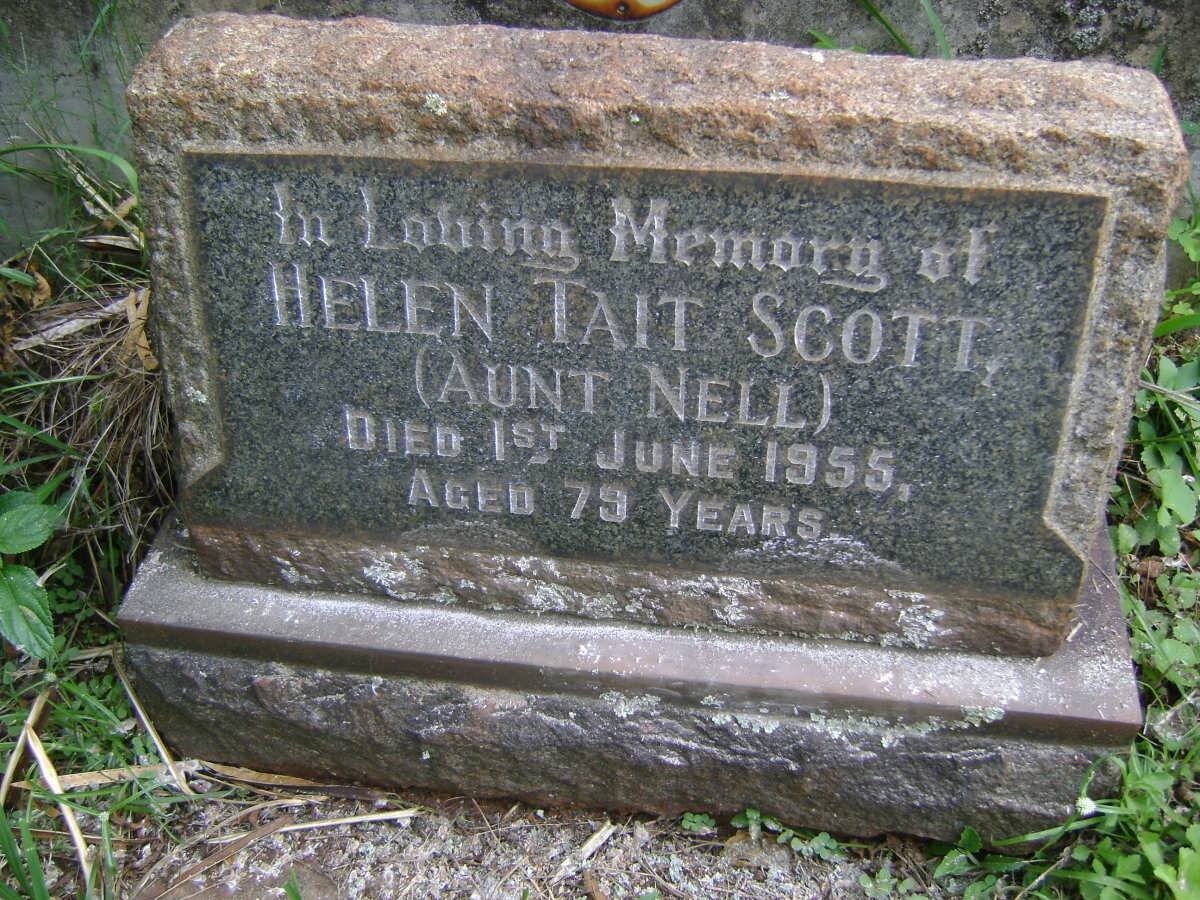 In Loving Memory of
HELEN TAIT SCOTT,
(AUNT NELL)
DIED 1ST JUNE 1955,
AGED 79 YEARS